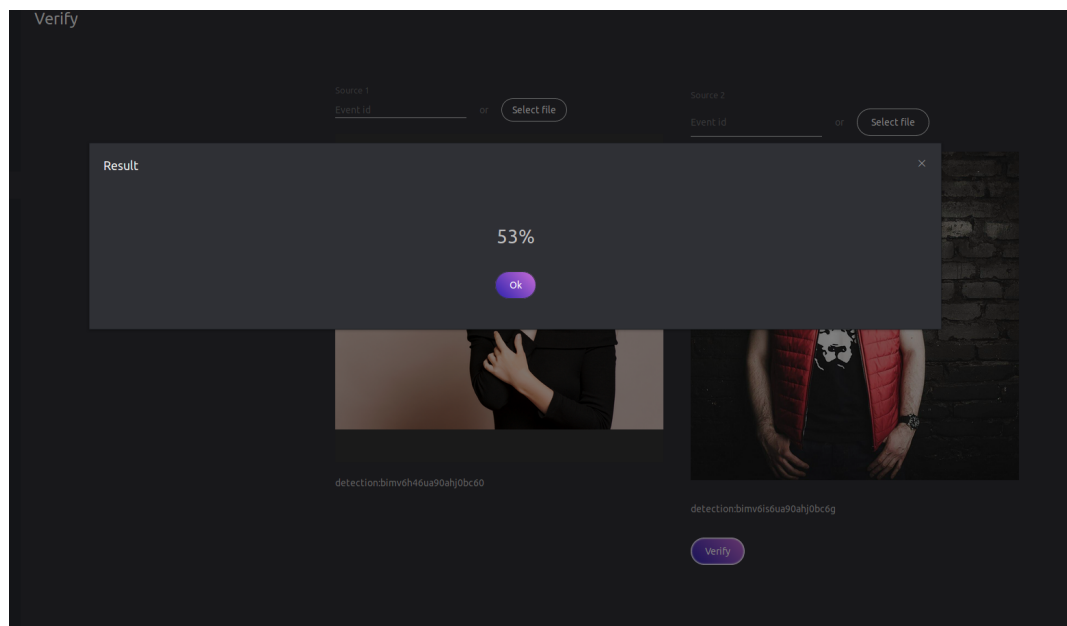 Verify
Source 1
Event id or Select file
Source 2
Event id or Select file
Result
×
53%
Ok
detection:bimv6h46ua90ahj0bc60
detection:bimv6is6ua90ahj0bc6g
Verify